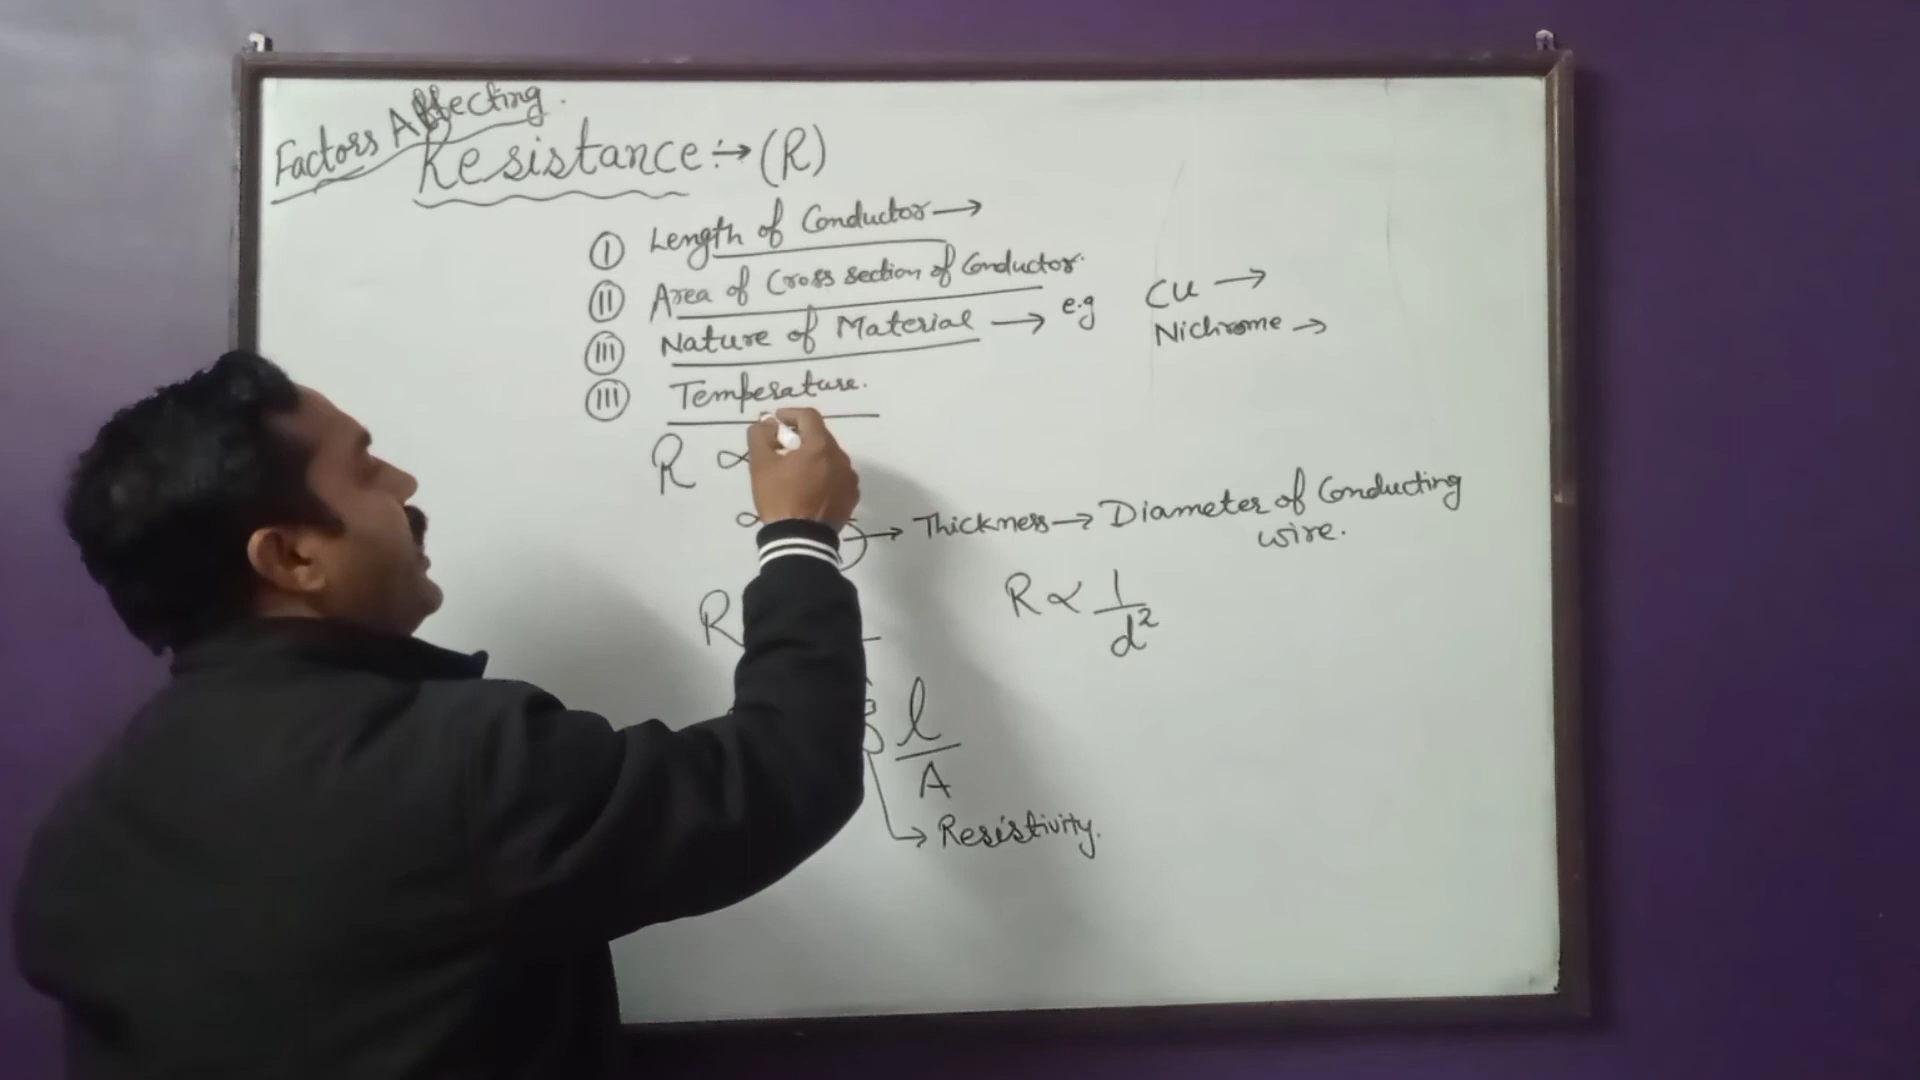 Factors Affecting.
Resistance :→ (R)
(I) Length of Conductor →
(II) Area of Cross section of Conductor.
(III) Nature of Material → e.g
Cu →
Nichrome →
(III) Temperature.
R ∝
∝ → Thickness → Diameter of Conducting
wire.
R
R ∝ 1/d²
l/A
→ Resistivity.